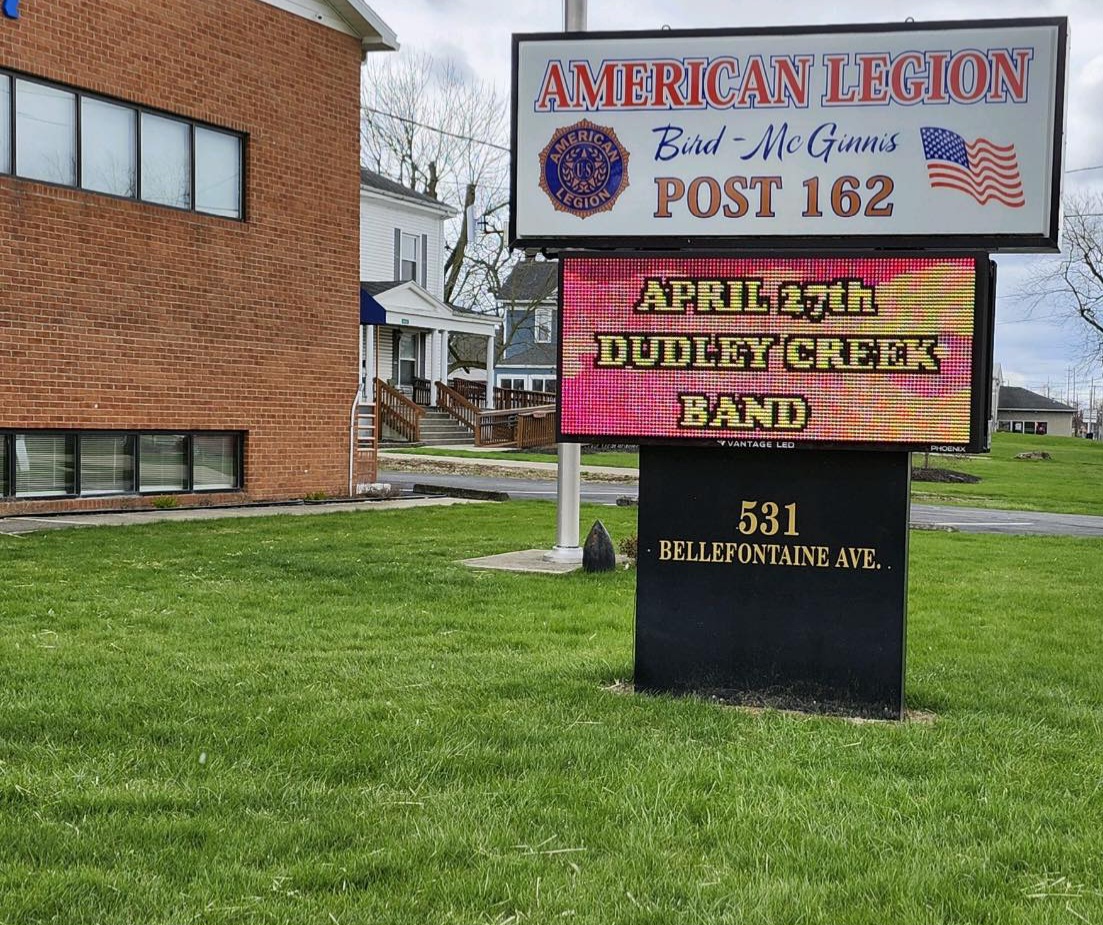 AMERICAN LEGION
AMERICAN
US
LEGION
Bird-McGinnis
POST 162
APRIL 27th
DUDLEY CREEK
BAND
VANTAGE LED
PHOENIX
531
BELLEFONTAINE AVE.